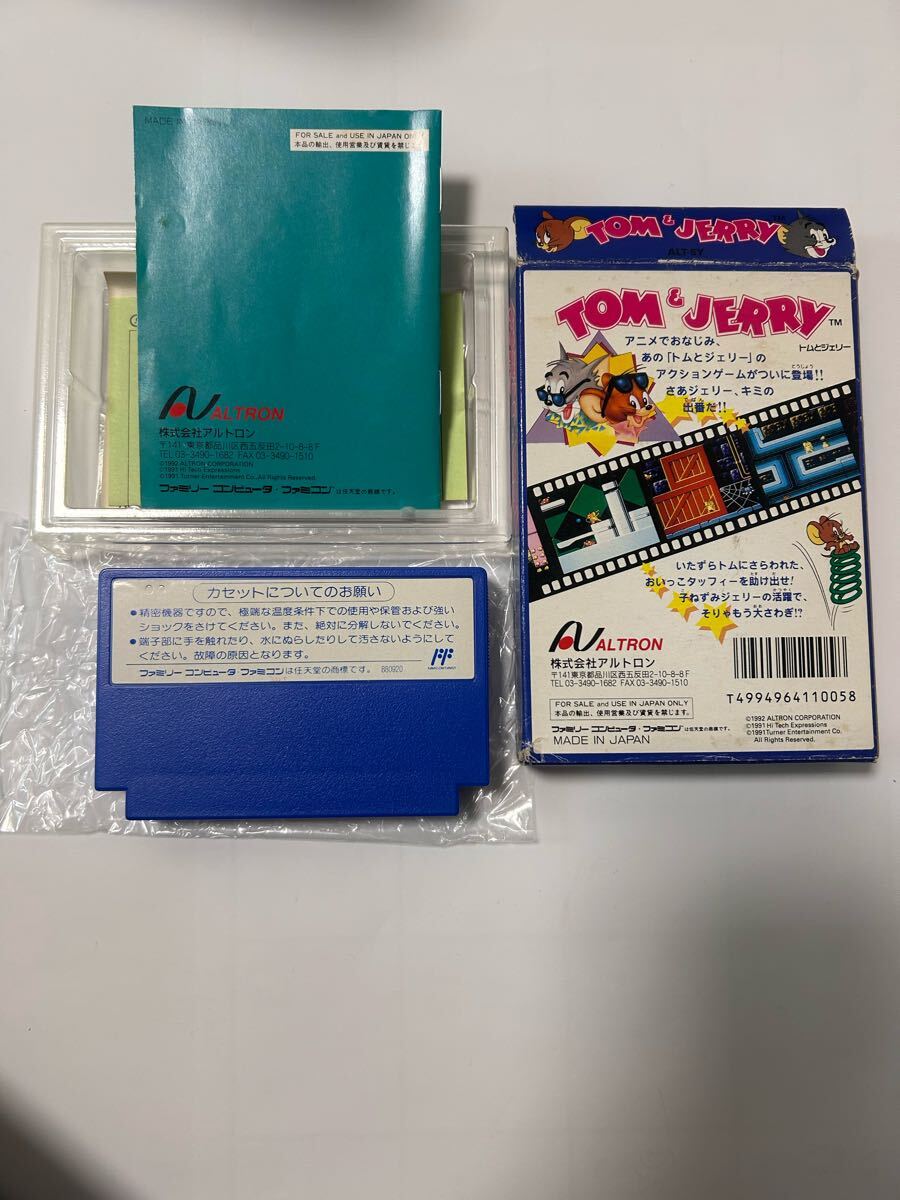 MADE IN
FOR SALE and USE IN JAPAN ONLY
本品の輸出、使用営業及び賃貸を禁じ
ALTRON
株式会社アルトロン
〒141 東京都品川区西五反田2-10-8-8F
TEL 03-3490-1682 FAX 03-3490-1510
©1992 ALTRON CORPORATION
©1991 Hi Tech Expressions
©1991 Turner Entertainment Co. All Rights Reserved.
ファミリーコンピュータ・ファミコンは任天堂の商標です。
カセットについてのお願い
●精密機器ですので、極端な温度条件下での使用や保管および強い
ショックをさけてください。また、絶対に分解しないでください。
●端子部に手を触れたり、水にぬらしたりして汚さないようにして
ください。故障の原因となります。
ファミリーコンピュータ・ファミコンは任天堂の商標です。 880920
TOM & JERRY TM
ALT-5Y
TOM & JERRY TM
トムとジェリー
アニメでおなじみ、
あの「トムとジェリー」の
アクションゲームがついに登場!!
とうじょう
さあジェリー、キミの
出番だ!!
いたずらトムにさらわれた、
おいっこタッフィーを助け出せ!
子ねずみジェリーの活躍で、
そりゃもう大さわぎ!?
ALTRON
株式会社アルトロン
〒141東京都品川区西五反田2-10-8-8F
TEL 03-3490-1682 FAX 03-3490-1510
T4994964110058
FOR SALE and USE IN JAPAN ONLY
本品の輸出、使用営業及び賃貸を禁じます。
ファミリーコンピュータ・ファミコンは任天堂の商標です。
MADE IN JAPAN
©1992 ALTRON CORPORATION
©1991 Hi Tech Expressions
©1991 Turner Entertainment Co.
All Rights Reserved.